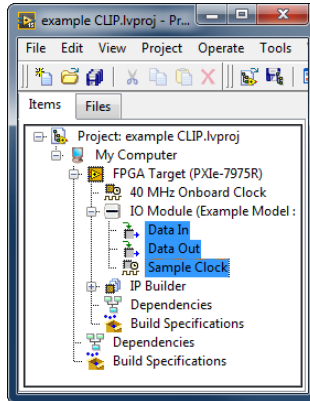 example CLIP.lvproj - Pr...
File Edit View Project Operate Tools
Items Files
Project: example CLIP.lvproj
My Computer
FPGA Target (PXIe-7975R)
40 MHz Onboard Clock
IO Module (Example Model :
Data In
Data Out
Sample Clock
IP Builder
Dependencies
Build Specifications
Dependencies
Build Specifications